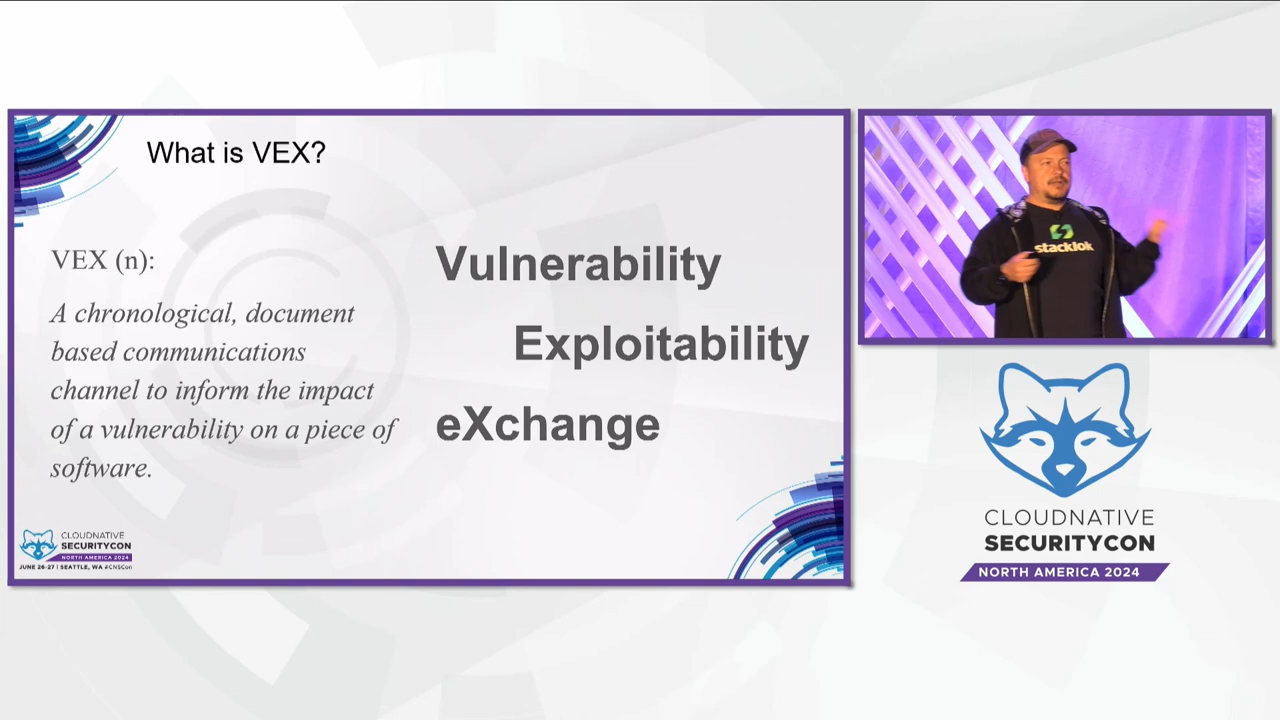 What is VEX?
VEX (n):
A chronological, document
based communications
channel to inform the impact
of a vulnerability on a piece of
software.
Vulnerability
Exploitability
eXchange
CLOUDNATIVE
SECURITYCON
NORTH AMERICA 2024
JUNE 26-27 | SEATTLE, WA #CNSCon
stacklok
CLOUDNATIVE
SECURITYCON
NORTH AMERICA 2024